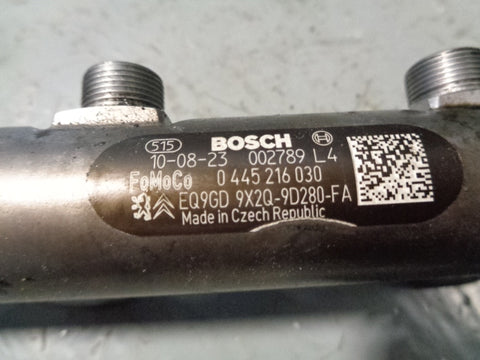 515 BOSCH
10-08-23 002789 L4
FoMoCo 0 445 216 030
EQ9GD 9X2Q-9D280-FA
Made in Czech Republic